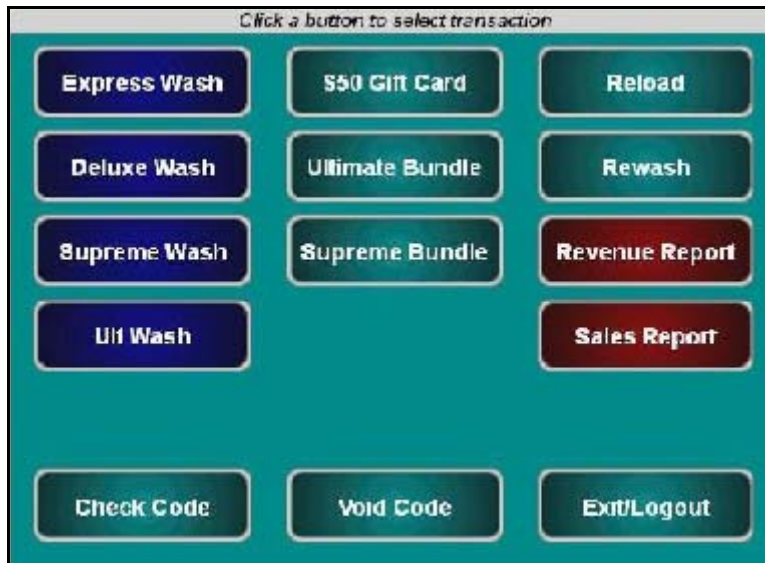 Click a button to select transaction
Express Wash
$50 Gift Card
Reload
Deluxe Wash
Ultimate Bundle
Rewash
Supreme Wash
Supreme Bundle
Revenue Report
Ult Wash
Sales Report
Check Code
Void Code
Exit/Logout